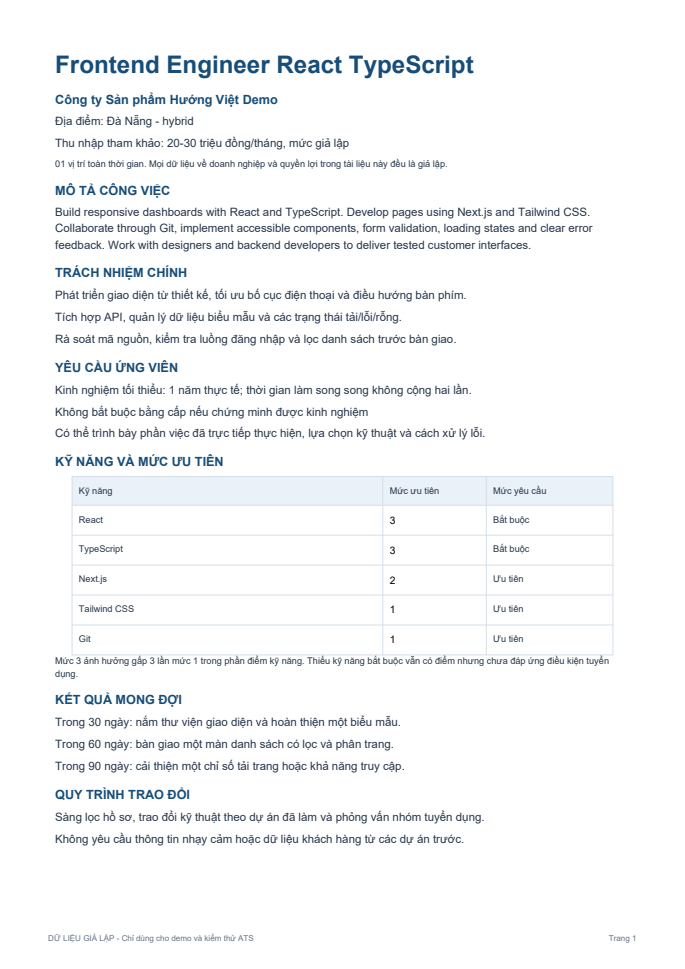 Frontend Engineer React TypeScript
Công ty Sản phẩm Hướng Việt Demo
Địa điểm: Đà Nẵng - hybrid
Thu nhập tham khảo: 20-30 triệu đồng/tháng, mức giả lập
01 vị trí toàn thời gian. Mọi dữ liệu về doanh nghiệp và quyền lợi trong tài liệu này đều là giả lập.
MÔ TẢ CÔNG VIỆC
Build responsive dashboards with React and TypeScript. Develop pages using Next.js and Tailwind CSS.
Collaborate through Git, implement accessible components, form validation, loading states and clear error
feedback. Work with designers and backend developers to deliver tested customer interfaces.
TRÁCH NHIỆM CHÍNH
Phát triển giao diện từ thiết kế, tối ưu bố cục điện thoại và điều hướng bàn phím.
Tích hợp API, quản lý dữ liệu biểu mẫu và các trạng thái tải/lỗi/rỗng.
Rà soát mã nguồn, kiểm tra luồng đăng nhập và lọc danh sách trước bàn giao.
YÊU CẦU ỨNG VIÊN
Kinh nghiệm tối thiểu: 1 năm thực tế; thời gian làm song song không cộng hai lần.
Không bắt buộc bằng cấp nếu chứng minh được kinh nghiệm
Có thể trình bày phần việc đã trực tiếp thực hiện, lựa chọn kỹ thuật và cách xử lý lỗi.
KỸ NĂNG VÀ MỨC ƯU TIÊN
Kỹ năng Mức ưu tiên Mức yêu cầu
React 3 Bắt buộc
TypeScript 3 Bắt buộc
Next.js 2 Ưu tiên
Tailwind CSS 1 Ưu tiên
Git 1 Ưu tiên
Mức 3 ảnh hưởng gấp 3 lần mức 1 trong phần điểm kỹ năng. Thiếu kỹ năng bắt buộc vẫn có điểm nhưng chưa đáp ứng điều kiện tuyển
dụng.
KẾT QUẢ MONG ĐỢI
Trong 30 ngày: nắm thư viện giao diện và hoàn thiện một biểu mẫu.
Trong 60 ngày: bàn giao một màn danh sách có lọc và phân trang.
Trong 90 ngày: cải thiện một chỉ số tải trang hoặc khả năng truy cập.
QUY TRÌNH TRAO ĐỔI
Sàng lọc hồ sơ, trao đổi kỹ thuật theo dự án đã làm và phỏng vấn nhóm tuyển dụng.
Không yêu cầu thông tin nhạy cảm hoặc dữ liệu khách hàng từ các dự án trước.
DỮ LIỆU GIẢ LẬP - Chỉ dùng cho demo và kiểm thử ATS Trang 1